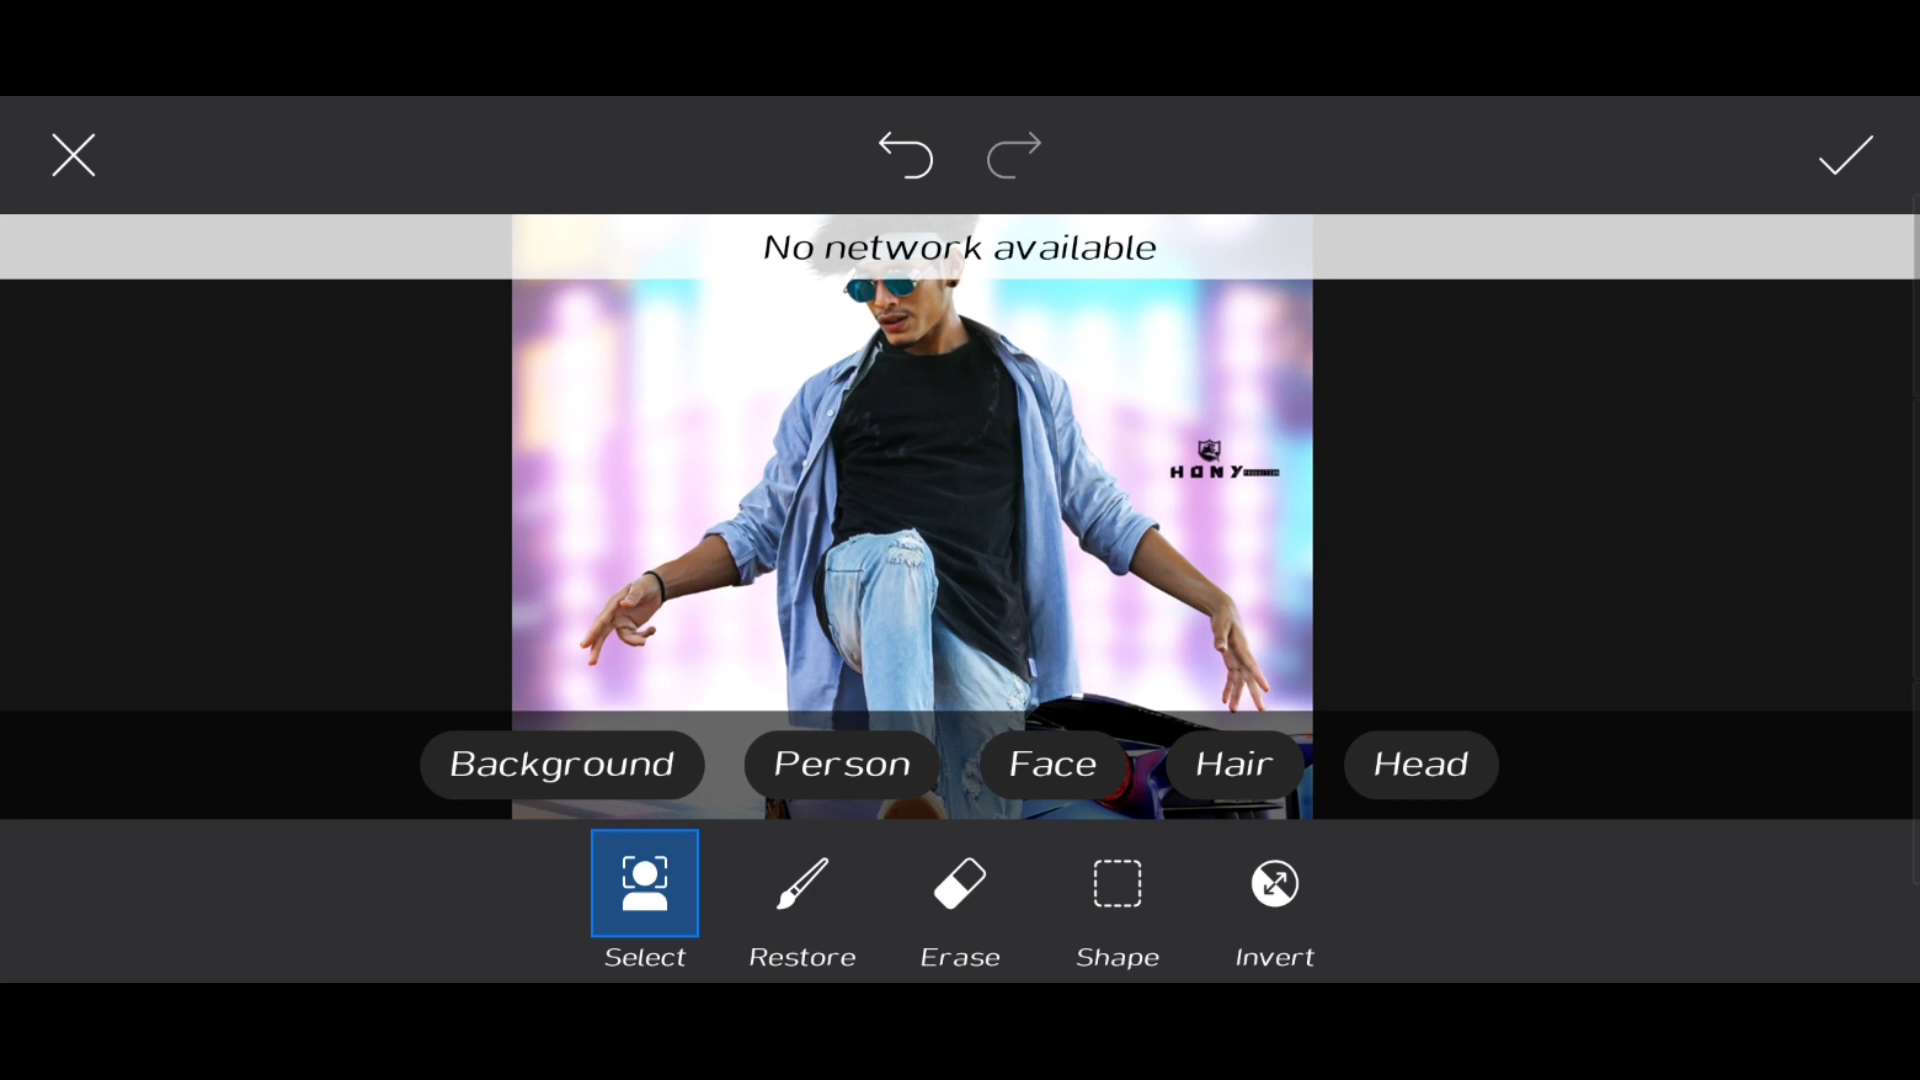 No network available
HONY
Background Person Face Hair Head
Select Restore Erase Shape Invert